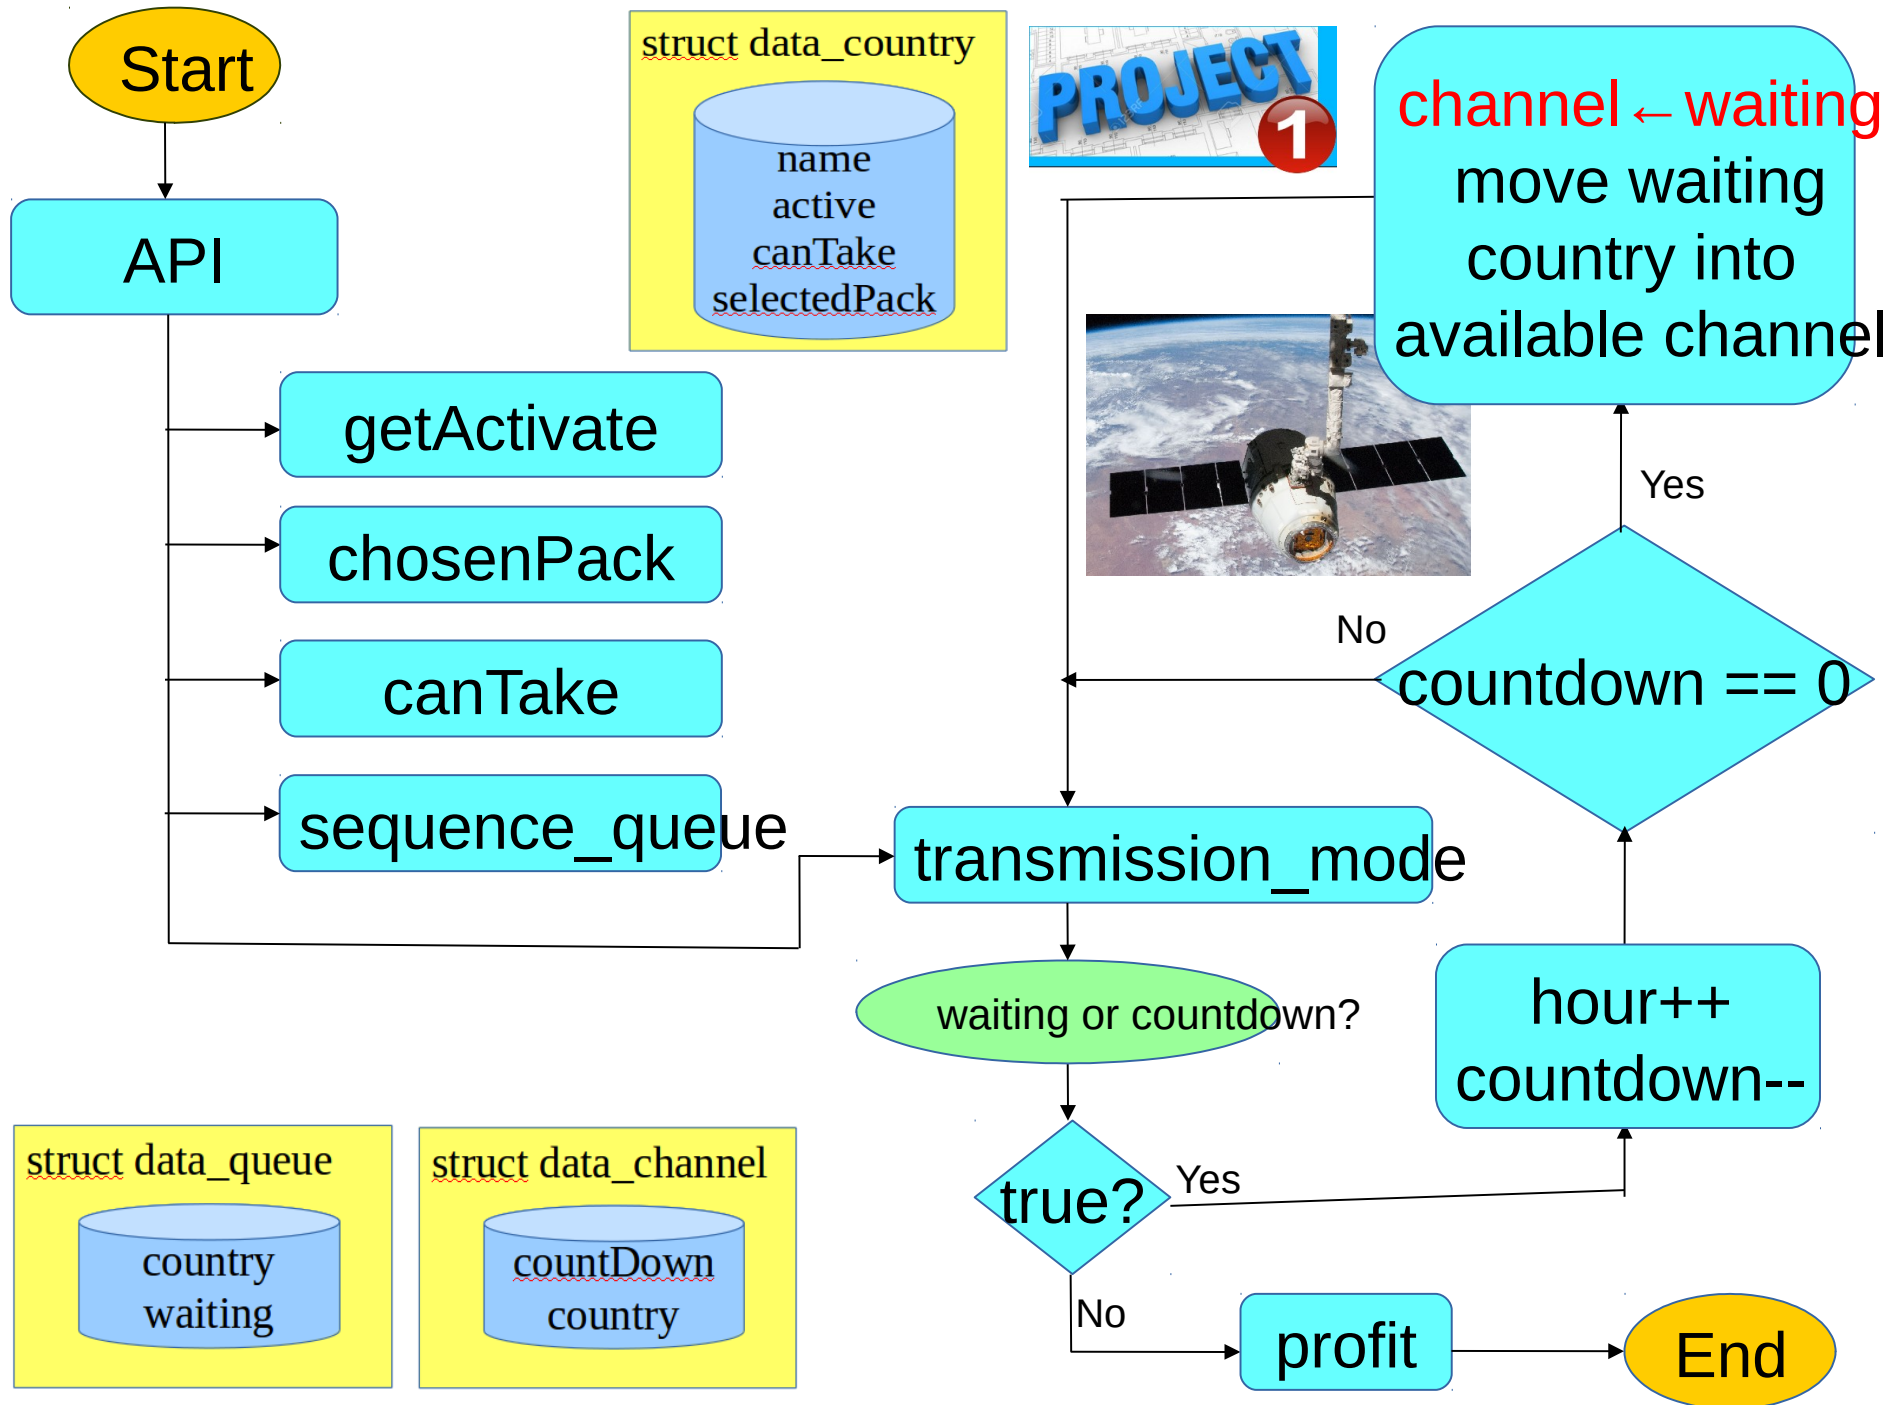 Start
API
getActivate
chosenPack
canTake
sequence_queue
struct data_country
name
active
canTake
selectedPack
PROJECT
1
channel←waiting
move waiting
country into
available channel
Yes
No
countdown == 0
transmission_mode
waiting or countdown?
hour++
countdown--
true?
Yes
No
profit
End
struct data_queue
country
waiting
struct data_channel
countDown
country